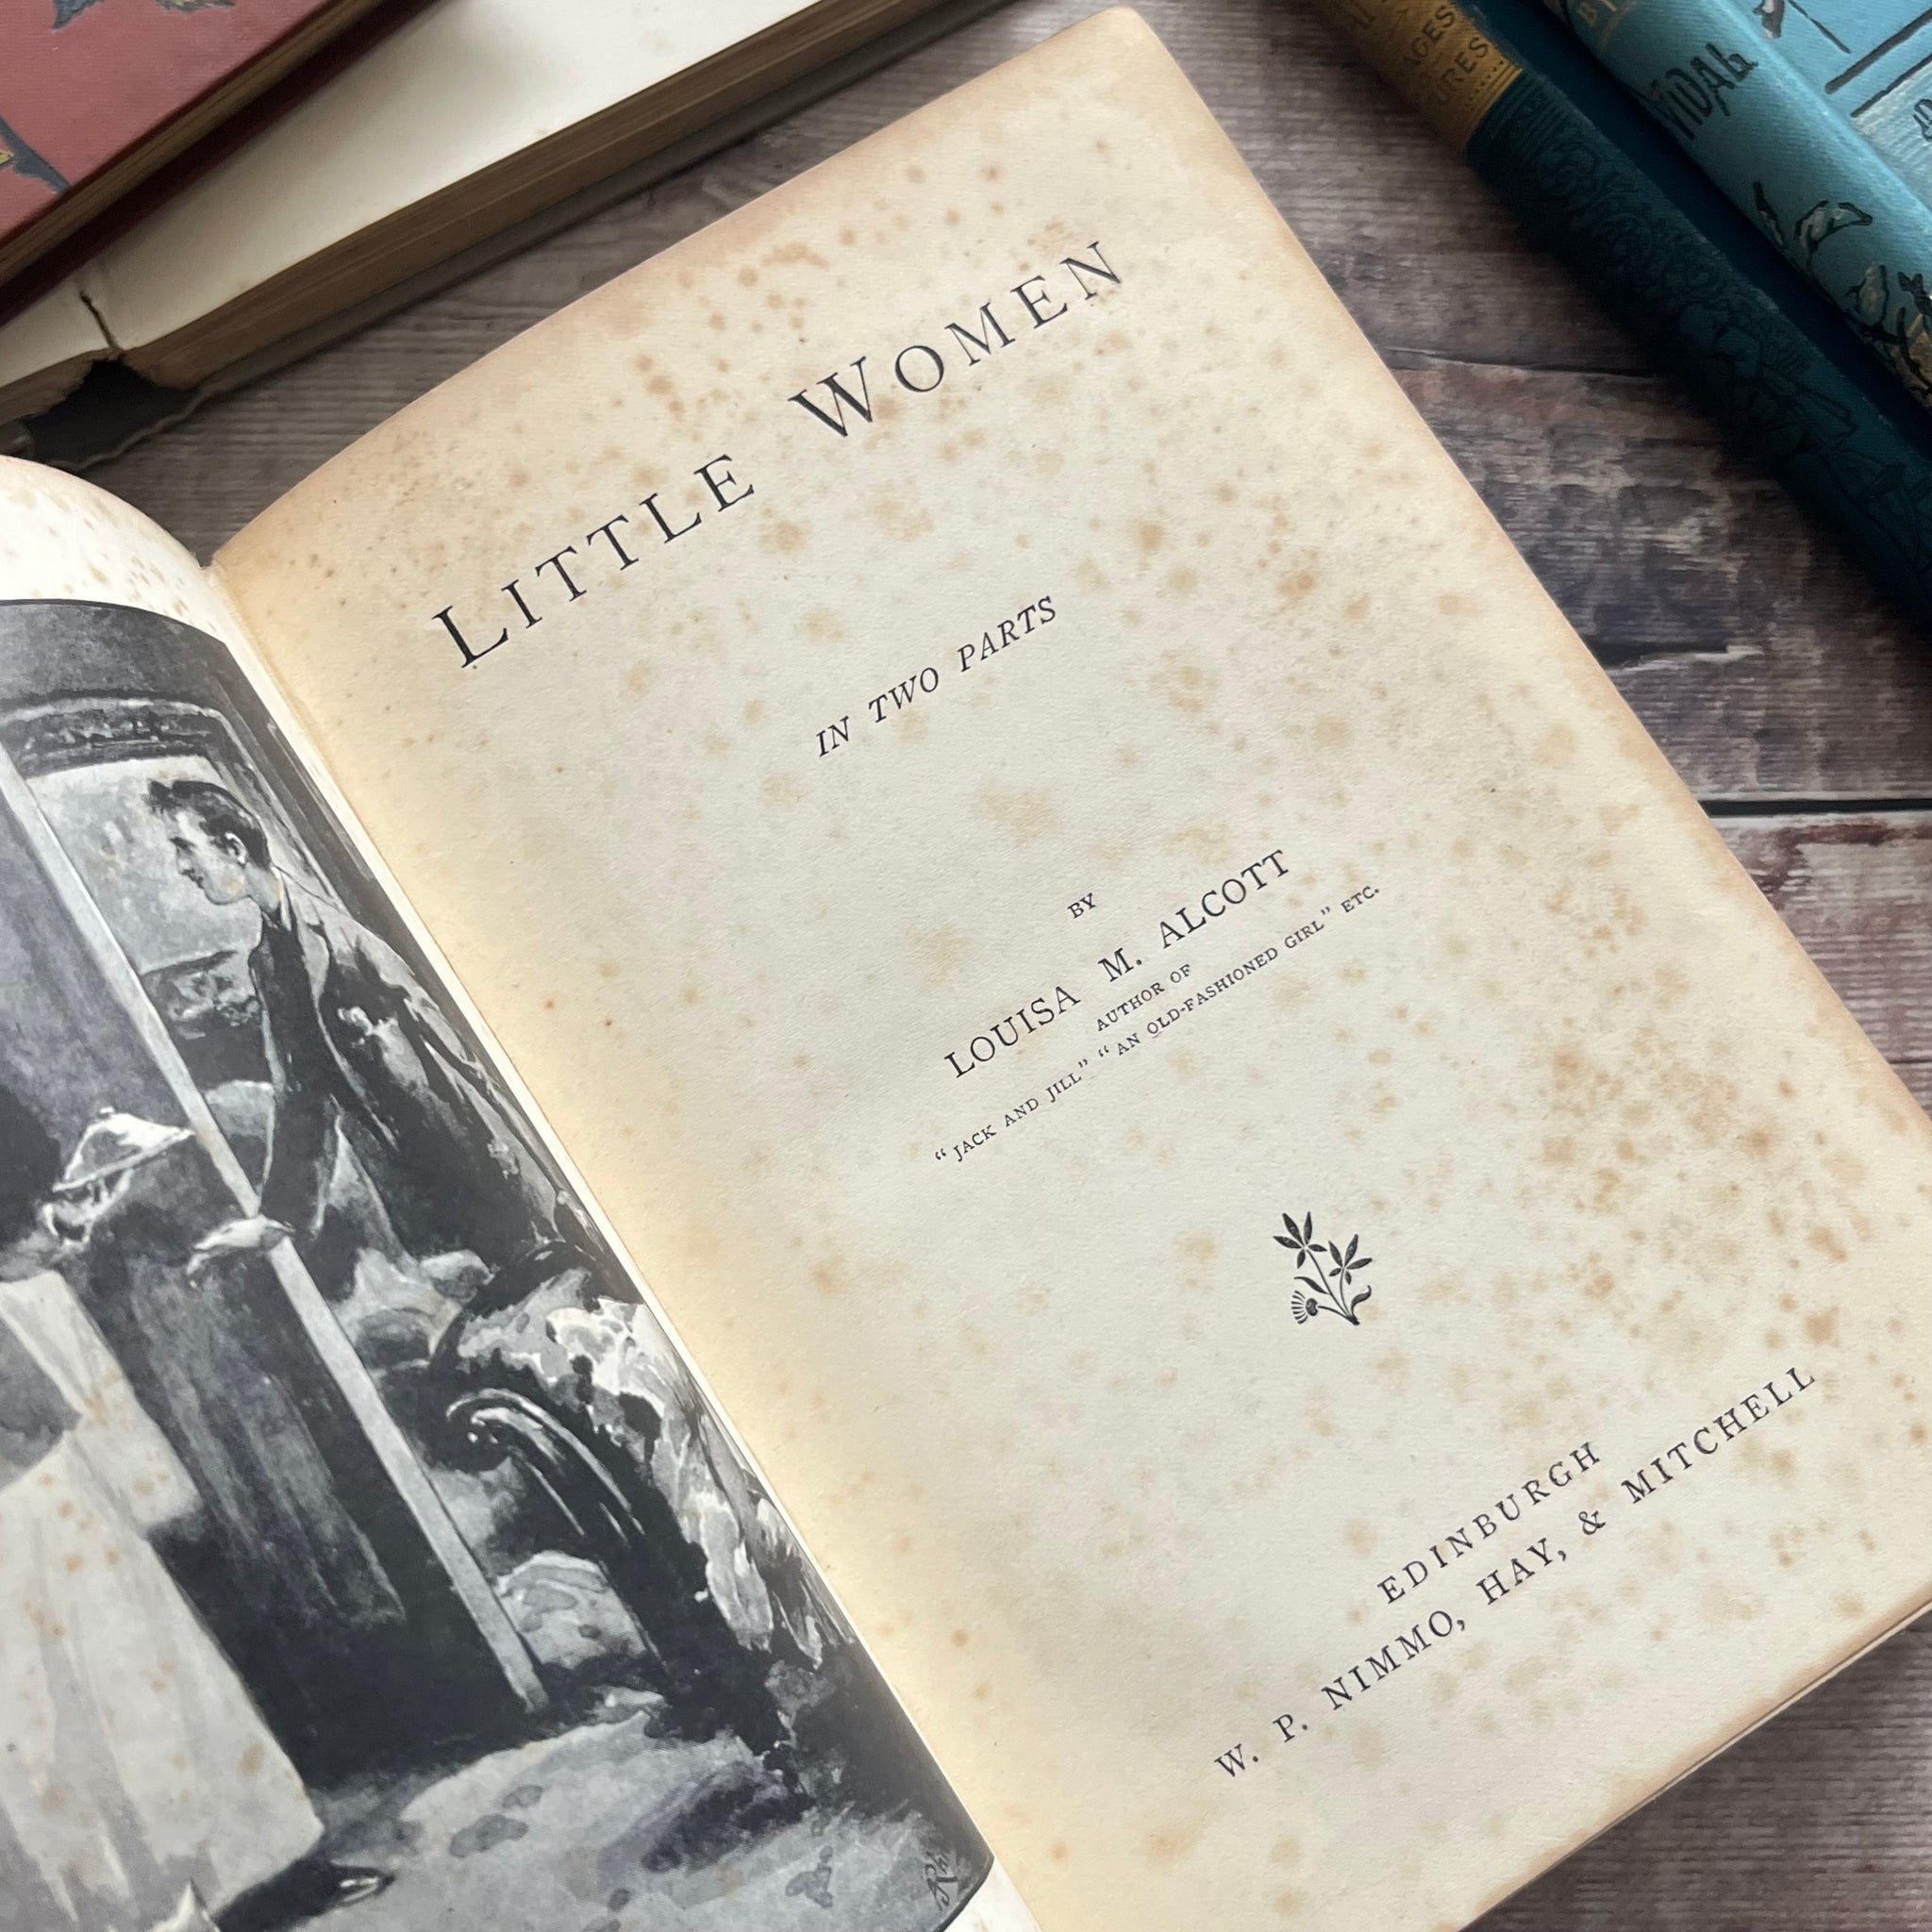 LITTLE WOMEN
IN TWO PARTS
BY
LOUISA M. ALCOTT
AUTHOR OF
“JACK AND JILL” “AN OLD-FASHIONED GIRL” ETC.
EDINBURGH
W. P. NIMMO, HAY, & MITCHELL
VIDAL